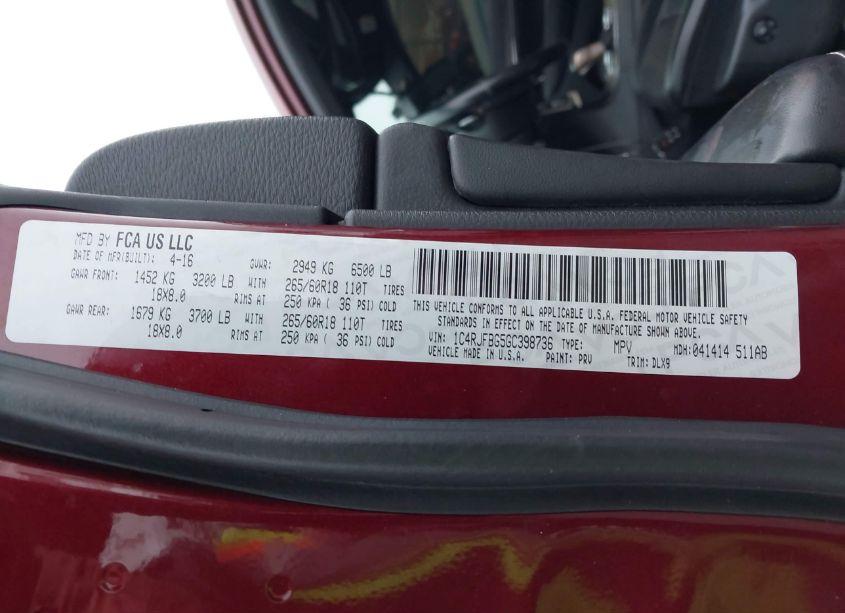 MFD BY FCA US LLC
DATE OF MFR(BUILT): 4-16 GVWR: 2949 KG 6500 LB
GAWR FRONT: 1452 KG 3200 LB WITH 265/60R18 110T TIRES
18X8.0 RIMS AT 250 KPA ( 36 PSI) COLD
GAWR REAR: 1679 KG 3700 LB WITH 265/60R18 110T TIRES
18X8.0 RIMS AT 250 KPA ( 36 PSI) COLD
THIS VEHICLE CONFORMS TO ALL APPLICABLE U.S.A. FEDERAL MOTOR VEHICLE SAFETY
STANDARDS IN EFFECT ON THE DATE OF MANUFACTURE SHOWN ABOVE.
VIN: 1C4RJFBG5GC398736 TYPE: MPV MDH: 041414 511AB
VEHICLE MADE IN U.S.A. PAINT: PRV TRIM: DLX9